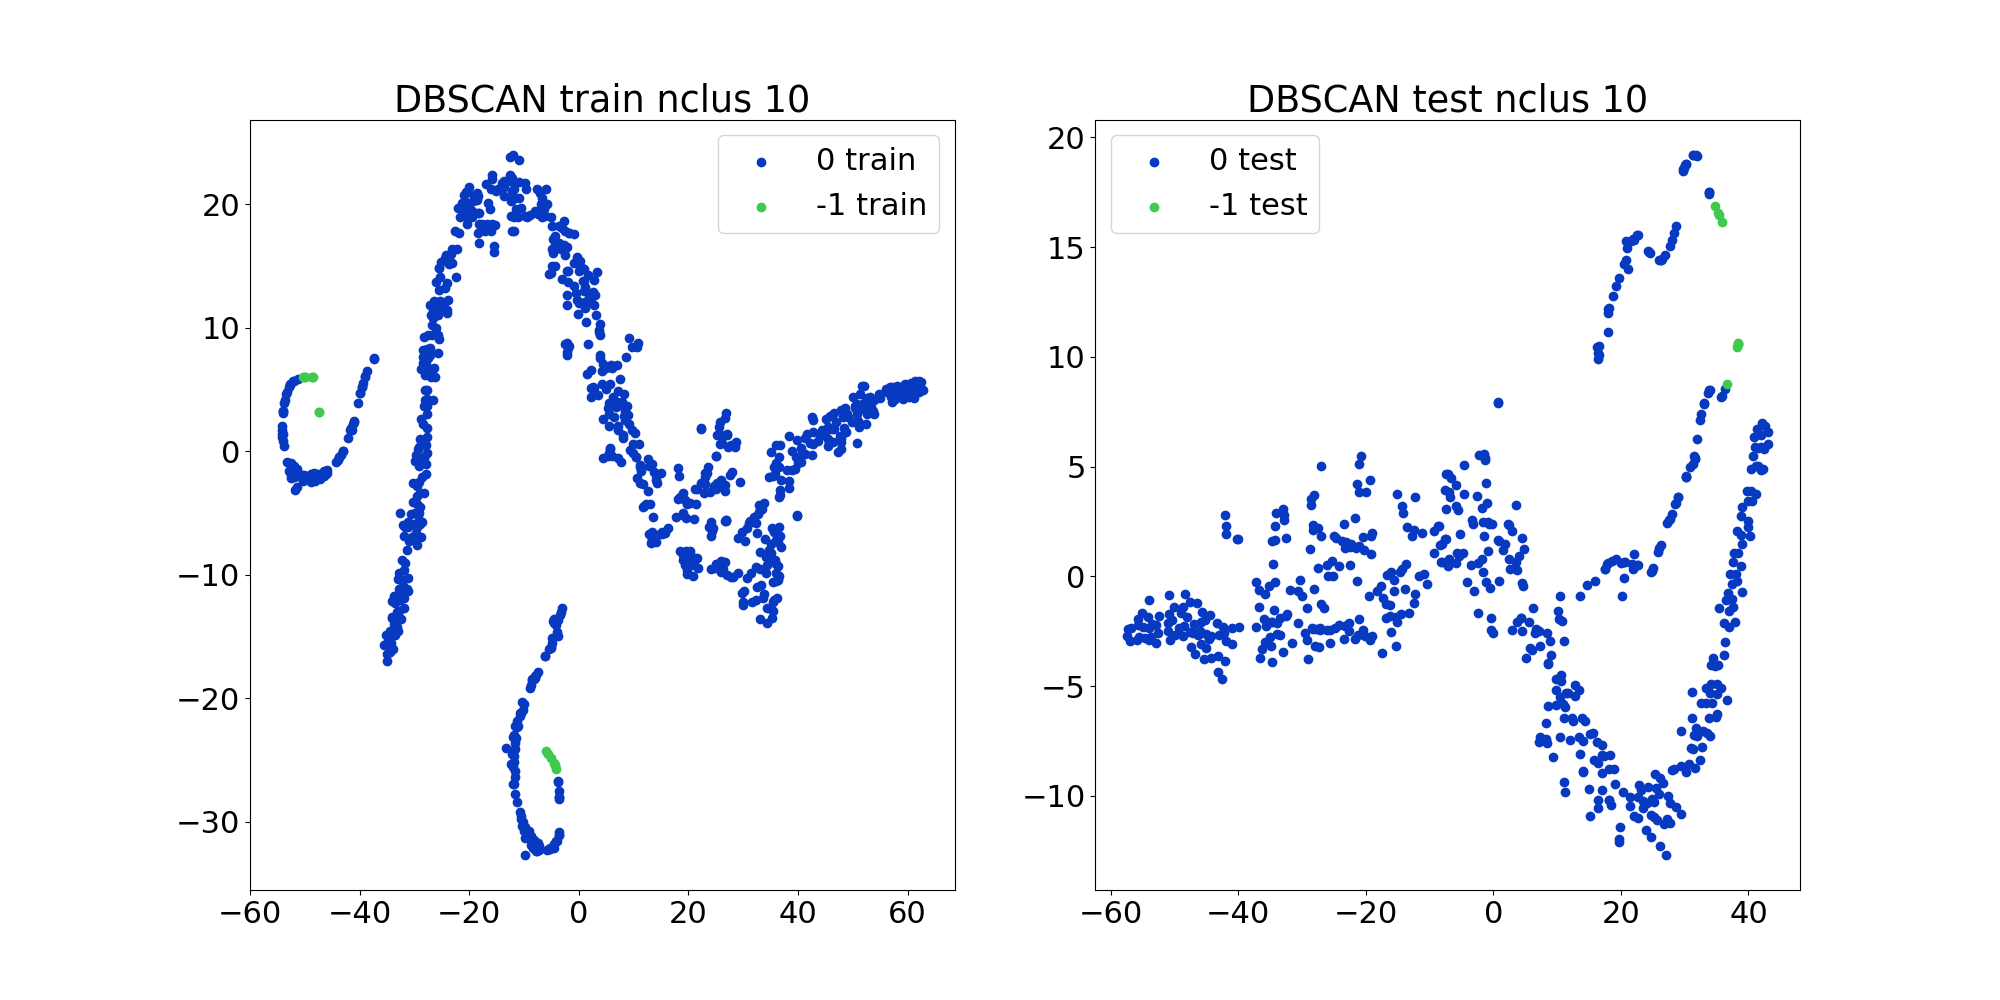 DBSCAN train nclus 10
0 train
-1 train
20
10
0
−10
−20
−30
−60 −40 −20 0 20 40 60
DBSCAN test nclus 10
0 test
-1 test
20
15
10
5
0
−5
−10
−60 −40 −20 0 20 40